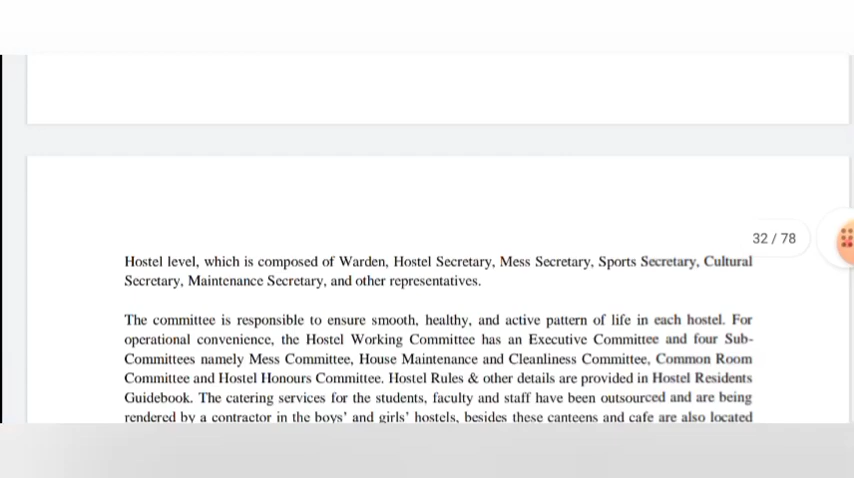 32 / 78
Hostel level, which is composed of Warden, Hostel Secretary, Mess Secretary, Sports Secretary, Cultural
Secretary, Maintenance Secretary, and other representatives.
The committee is responsible to ensure smooth, healthy, and active pattern of life in each hostel. For
operational convenience, the Hostel Working Committee has an Executive Committee and four Sub-
Committees namely Mess Committee, House Maintenance and Cleanliness Committee, Common Room
Committee and Hostel Honours Committee. Hostel Rules & other details are provided in Hostel Residents
Guidebook. The catering services for the students, faculty and staff have been outsourced and are being
rendered by a contractor in the boys' and girls' hostels, besides these canteens and cafe are also located